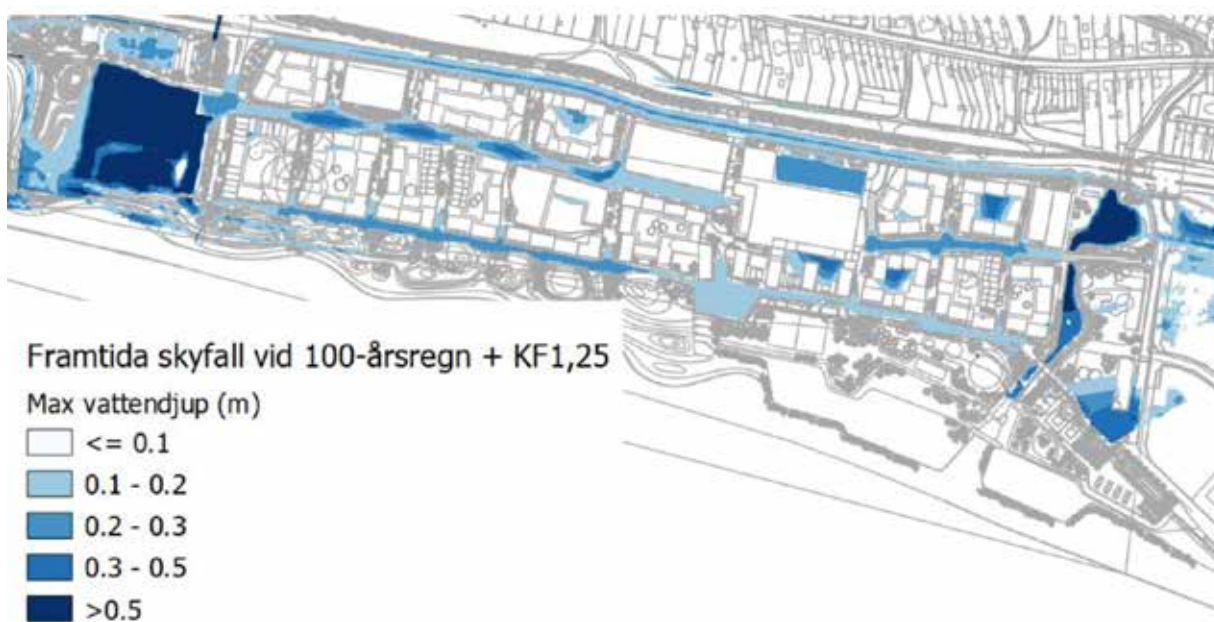 Framtida skyfall vid 100-årsregn + KF1,25
Max vattendjup (m)
<= 0.1
0.1 - 0.2
0.2 - 0.3
0.3 - 0.5
>0.5